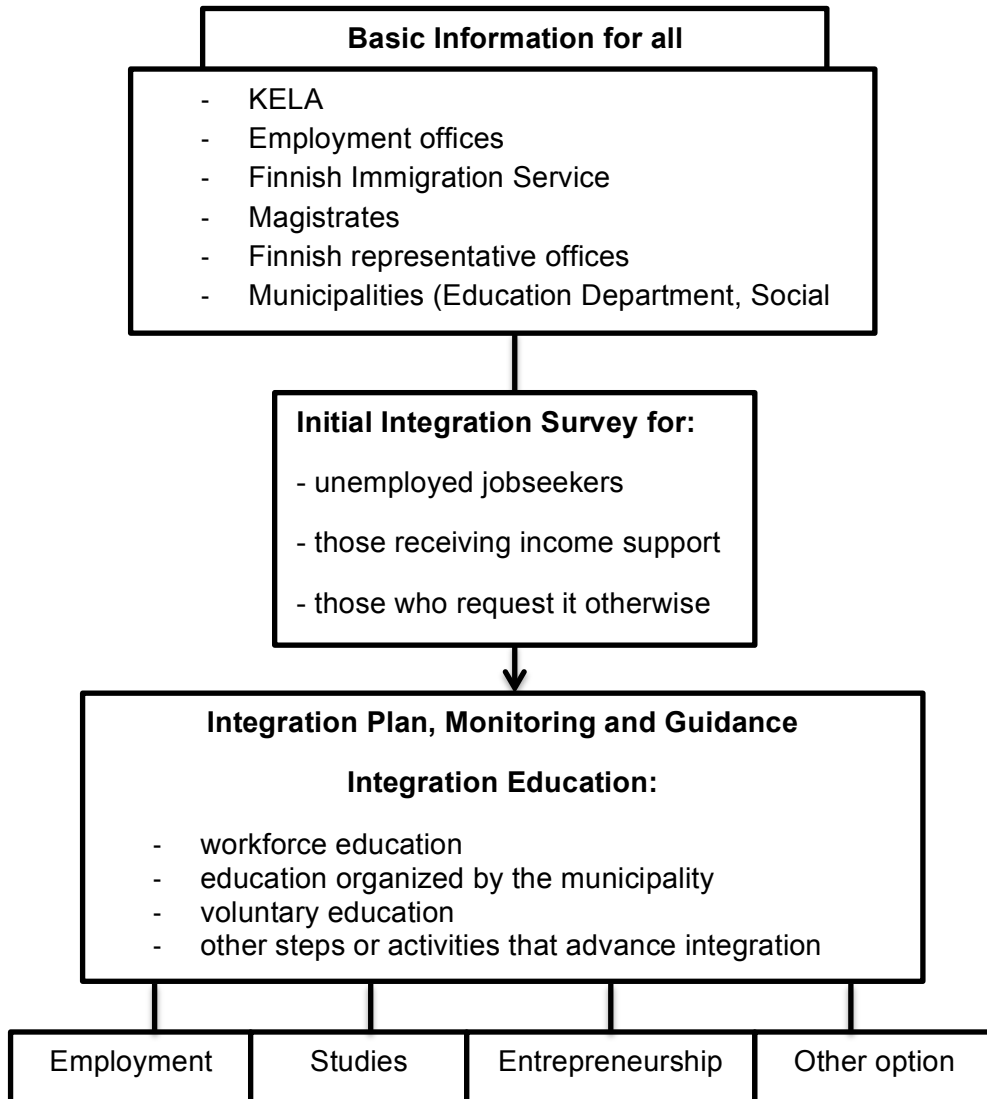 Basic Information for all
- KELA
- Employment offices
- Finnish Immigration Service
- Magistrates
- Finnish representative offices
- Municipalities (Education Department, Social
Initial Integration Survey for:
- unemployed jobseekers
- those receiving income support
- those who request it otherwise
Integration Plan, Monitoring and Guidance
Integration Education:
- workforce education
- education organized by the municipality
- voluntary education
- other steps or activities that advance integration
Employment
Studies
Entrepreneurship
Other option